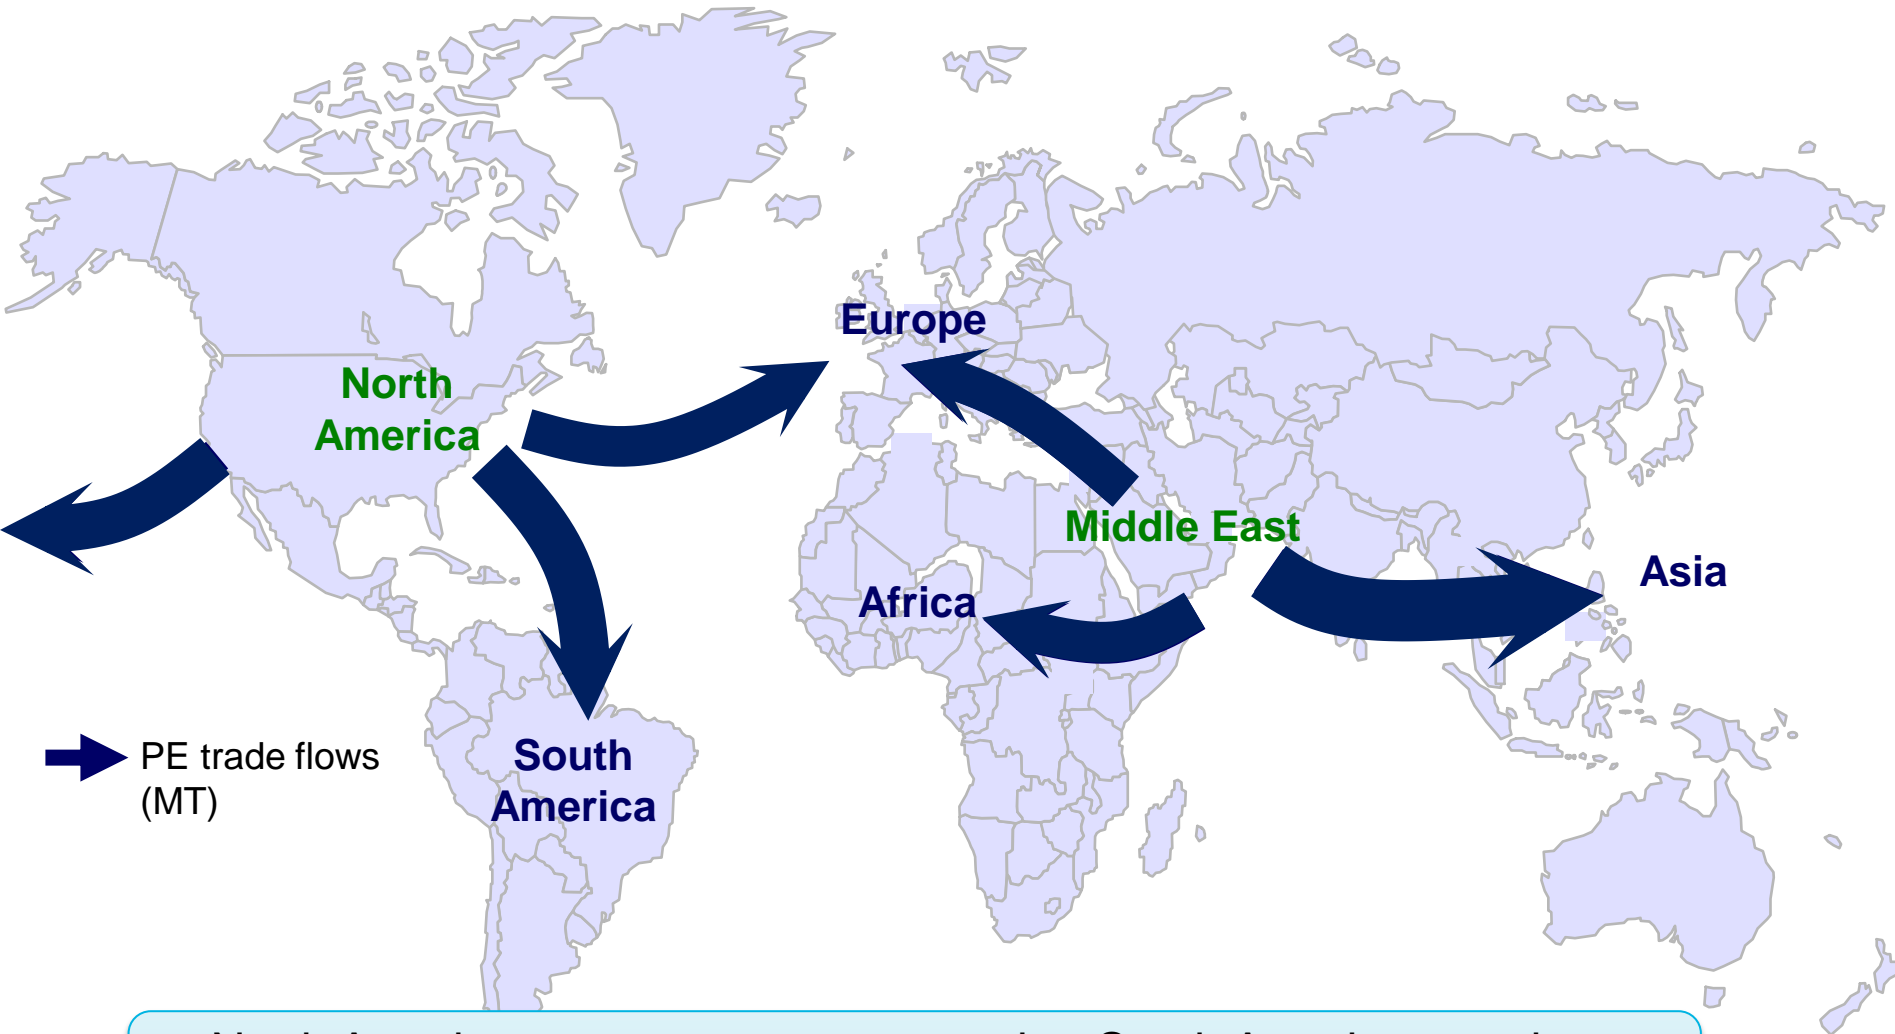 Europe
North
America
Middle East
Asia
Africa
PE trade flows
(MT)
South
America